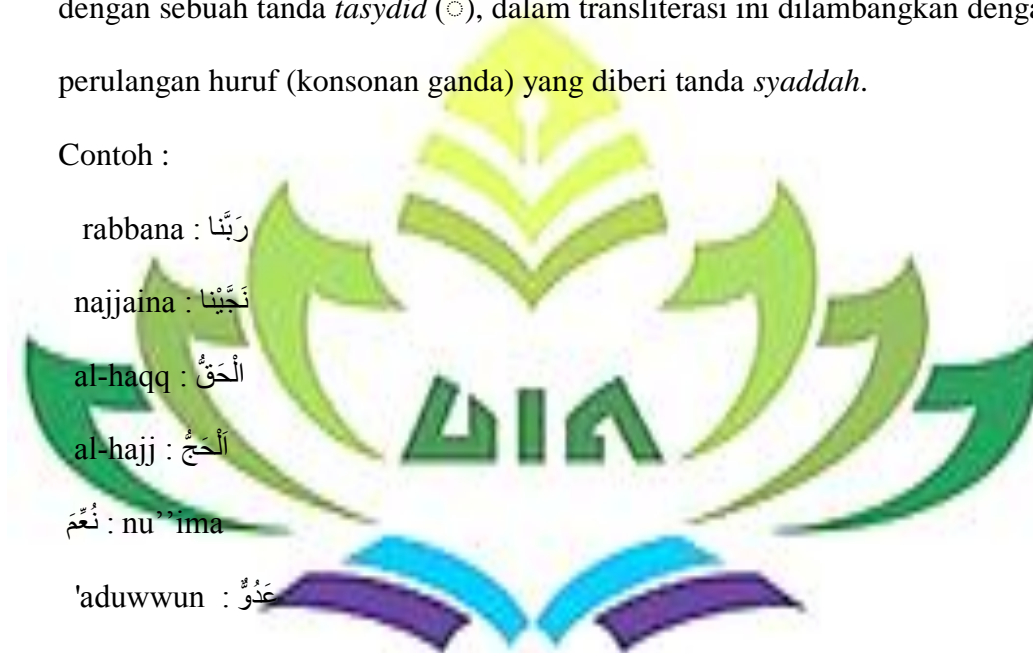 dengan sebuah tanda tasydid (ّ), dalam transliterasi ini dilambangkan
perulangan huruf (konsonan ganda) yang diberi tanda syaddah.
Contoh :
rabbana : رَبَّنا
najjaina : نَجَّيْنا
al-haqq : الْحَقُّ
al-hajj : اَلْحَجُّ
نُعِّمَ : nu’’ima
'aduwwun : عَدُوٌّ